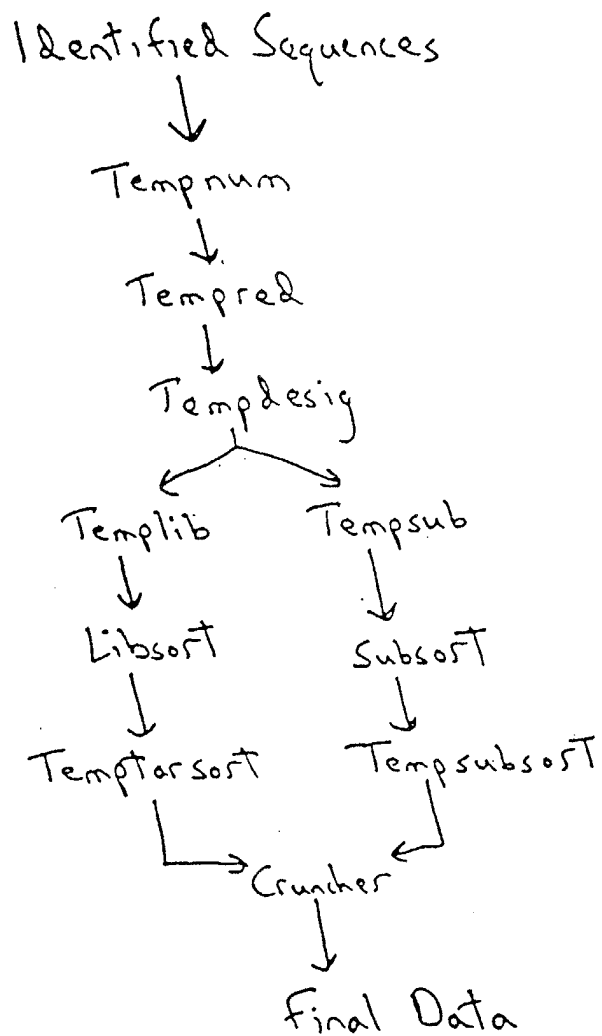 Identified Sequences
Tempnum
Tempred
Tempdesig
Templib Tempsub
Libsort Subsort
Temptarsort Tempsubsort
Cruncher
Final Data